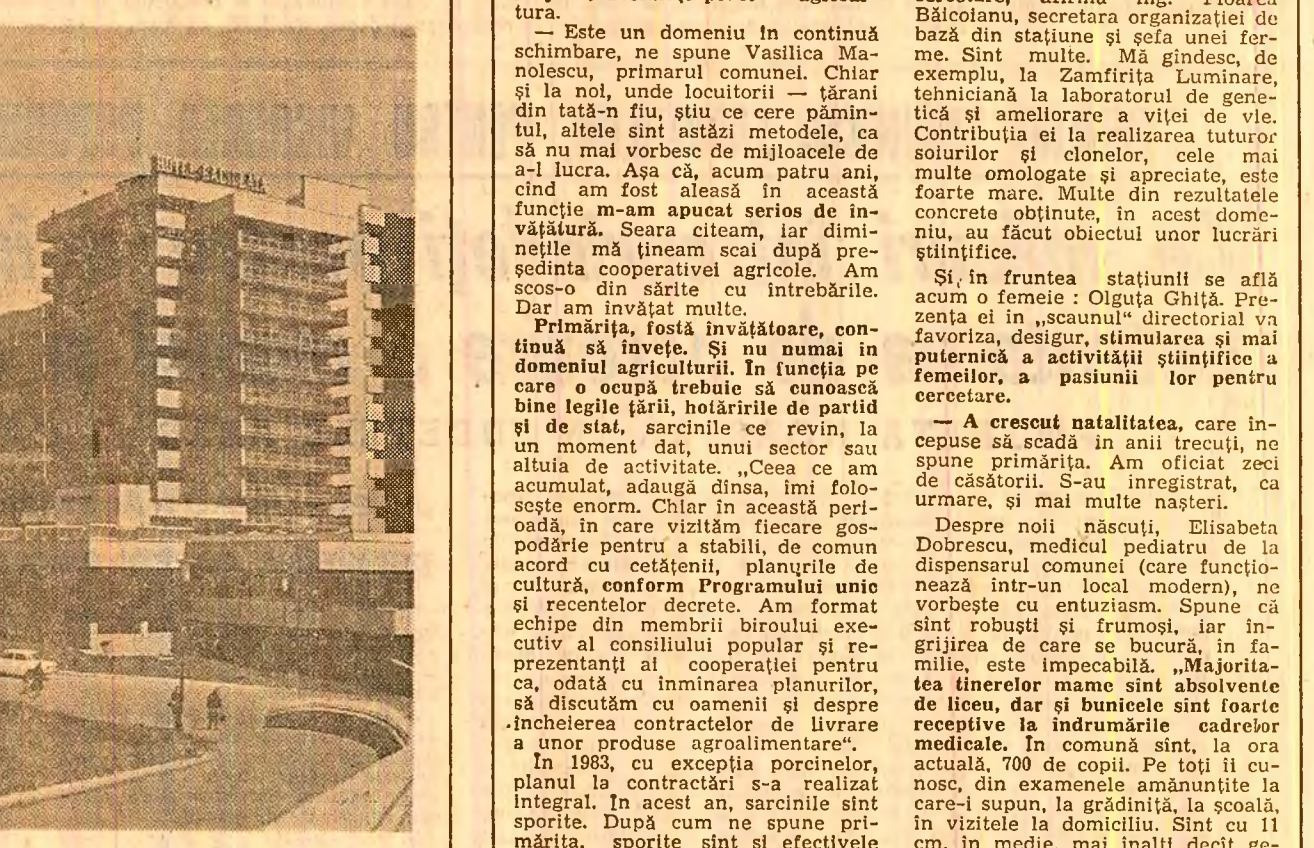 HOTEL
tura.
— Este un domeniu în continuă
schimbare, ne spune Vasilica Ma-
nolescu, primarul comunei. Chiar
și la noi, unde locuitorii — țărani
din tată-n fiu, știu ce cere pămîn-
tul, altele sînt astăzi metodele, ca
să nu mai vorbesc de mijloacele de
a-l lucra. Așa că, acum patru ani,
cînd am fost aleasă în această
funcție m-am apucat serios de în-
vățătură. Seara citeam, iar dimi-
nețile mă țineam scai după pre-
ședinta cooperativei agricole. Am
scos-o din sărite cu întrebările.
Dar am învățat multe.
Primărița, fostă învățătoare, con-
tinuă să învețe. Și nu numai în
domeniul agriculturii. În funcția pe
care o ocupă trebuie să cunoască
bine legile țării, hotărîrile de partid
și de stat, sarcinile ce revin, la
un moment dat, unui sector sau
altuia de activitate. „Ceea ce am
acumulat, adaugă dînsa, îmi folo-
sește enorm. Chiar în această peri-
oadă, în care vizităm fiecare gos-
podărie pentru a stabili, de comun
acord cu cetățenii, planurile de
cultură, conform Programului unic
și recentelor decrete. Am format
echipe din membrii biroului exe-
cutiv al consiliului popular și re-
prezentanți ai cooperației pentru
ca, odată cu înmînarea planurilor,
să discutăm cu oamenii și despre
încheierea contractelor de livrare
a unor produse agroalimentare“.
În 1983, cu excepția porcinelor,
planul la contractări s-a realizat
integral. În acest an, sarcinile sînt
sporite. După cum ne spune pri-
mărița, sporite sînt și efectivele
Băicoianu, secretara organizației de
bază din stațiune și șefa unei fer-
me. Sînt multe. Mă gîndesc, de
exemplu, la Zamfirița Luminare,
tehniciană la laboratorul de gene-
tică și ameliorare a viței de vie.
Contribuția ei la realizarea tuturor
soiurilor și clonelor, cele mai
multe omologate și apreciate, este
foarte mare. Multe din rezultatele
concrete obținute, în acest dome-
niu, au făcut obiectul unor lucrări
științifice.
Și, în fruntea stațiunii se află
acum o femeie : Olguța Ghiță. Pre-
zența ei în „scaunul“ directorial va
favoriza, desigur, stimularea și mai
puternică a activității științifice a
femeilor, a pasiunii lor pentru
cercetare.
— A crescut natalitatea, care în-
cepuse să scadă în anii trecuți, ne
spune primărița. Am oficiat zeci
de căsătorii. S-au înregistrat, ca
urmare, și mai multe nașteri.
Despre noii născuți, Elisabeta
Dobrescu, medicul pediatru de la
dispensarul comunei (care funcțio-
nează într-un local modern), ne
vorbește cu entuziasm. Spune că
sînt robuști și frumoși, iar în-
grijirea de care se bucură, în fa-
milie, este impecabilă. „Majorita-
tea tinerelor mame sînt absolvente
de liceu, dar și bunicele sînt foarte
receptive la îndrumările cadrelor
medicale. În comună sînt, la ora
actuală, 700 de copii. Pe toți îi cu-
nosc, din examenele amănunțite la
care-i supun, la grădiniță, la școală,
în vizitele la domiciliu. Sînt cu 11
cm, în medie, mai înalți decît ge-